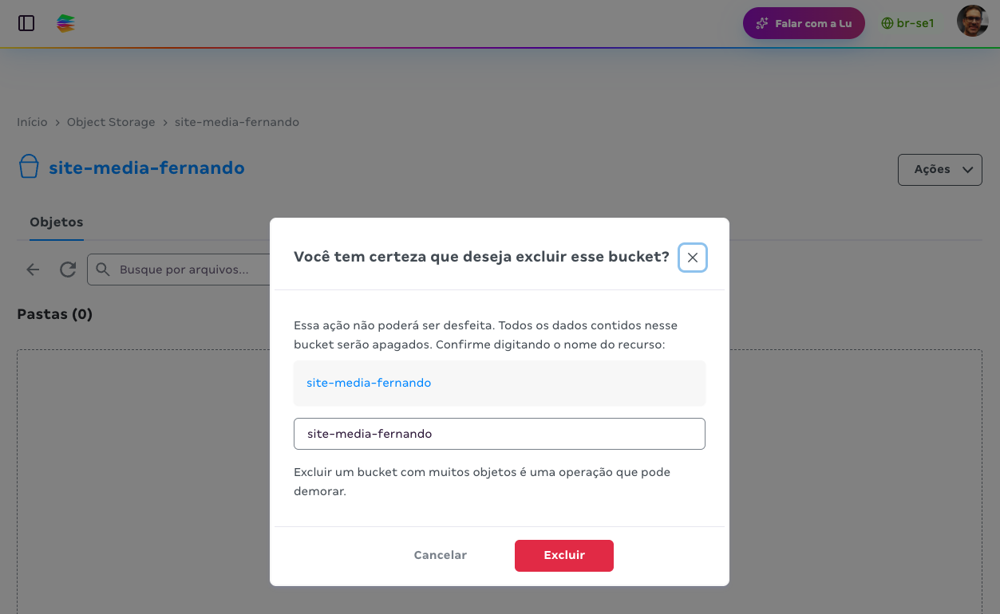 Falar com a Lu
br-se1
Início > Object Storage > site-media-fernando
site-media-fernando
Ações
Objetos
Busque por arquivos...
Pastas (0)
Você tem certeza que deseja excluir esse bucket?
Essa ação não poderá ser desfeita. Todos os dados contidos nesse
bucket serão apagados. Confirme digitando o nome do recurso:
site-media-fernando
site-media-fernando
Excluir um bucket com muitos objetos é uma operação que pode
demorar.
Cancelar
Excluir